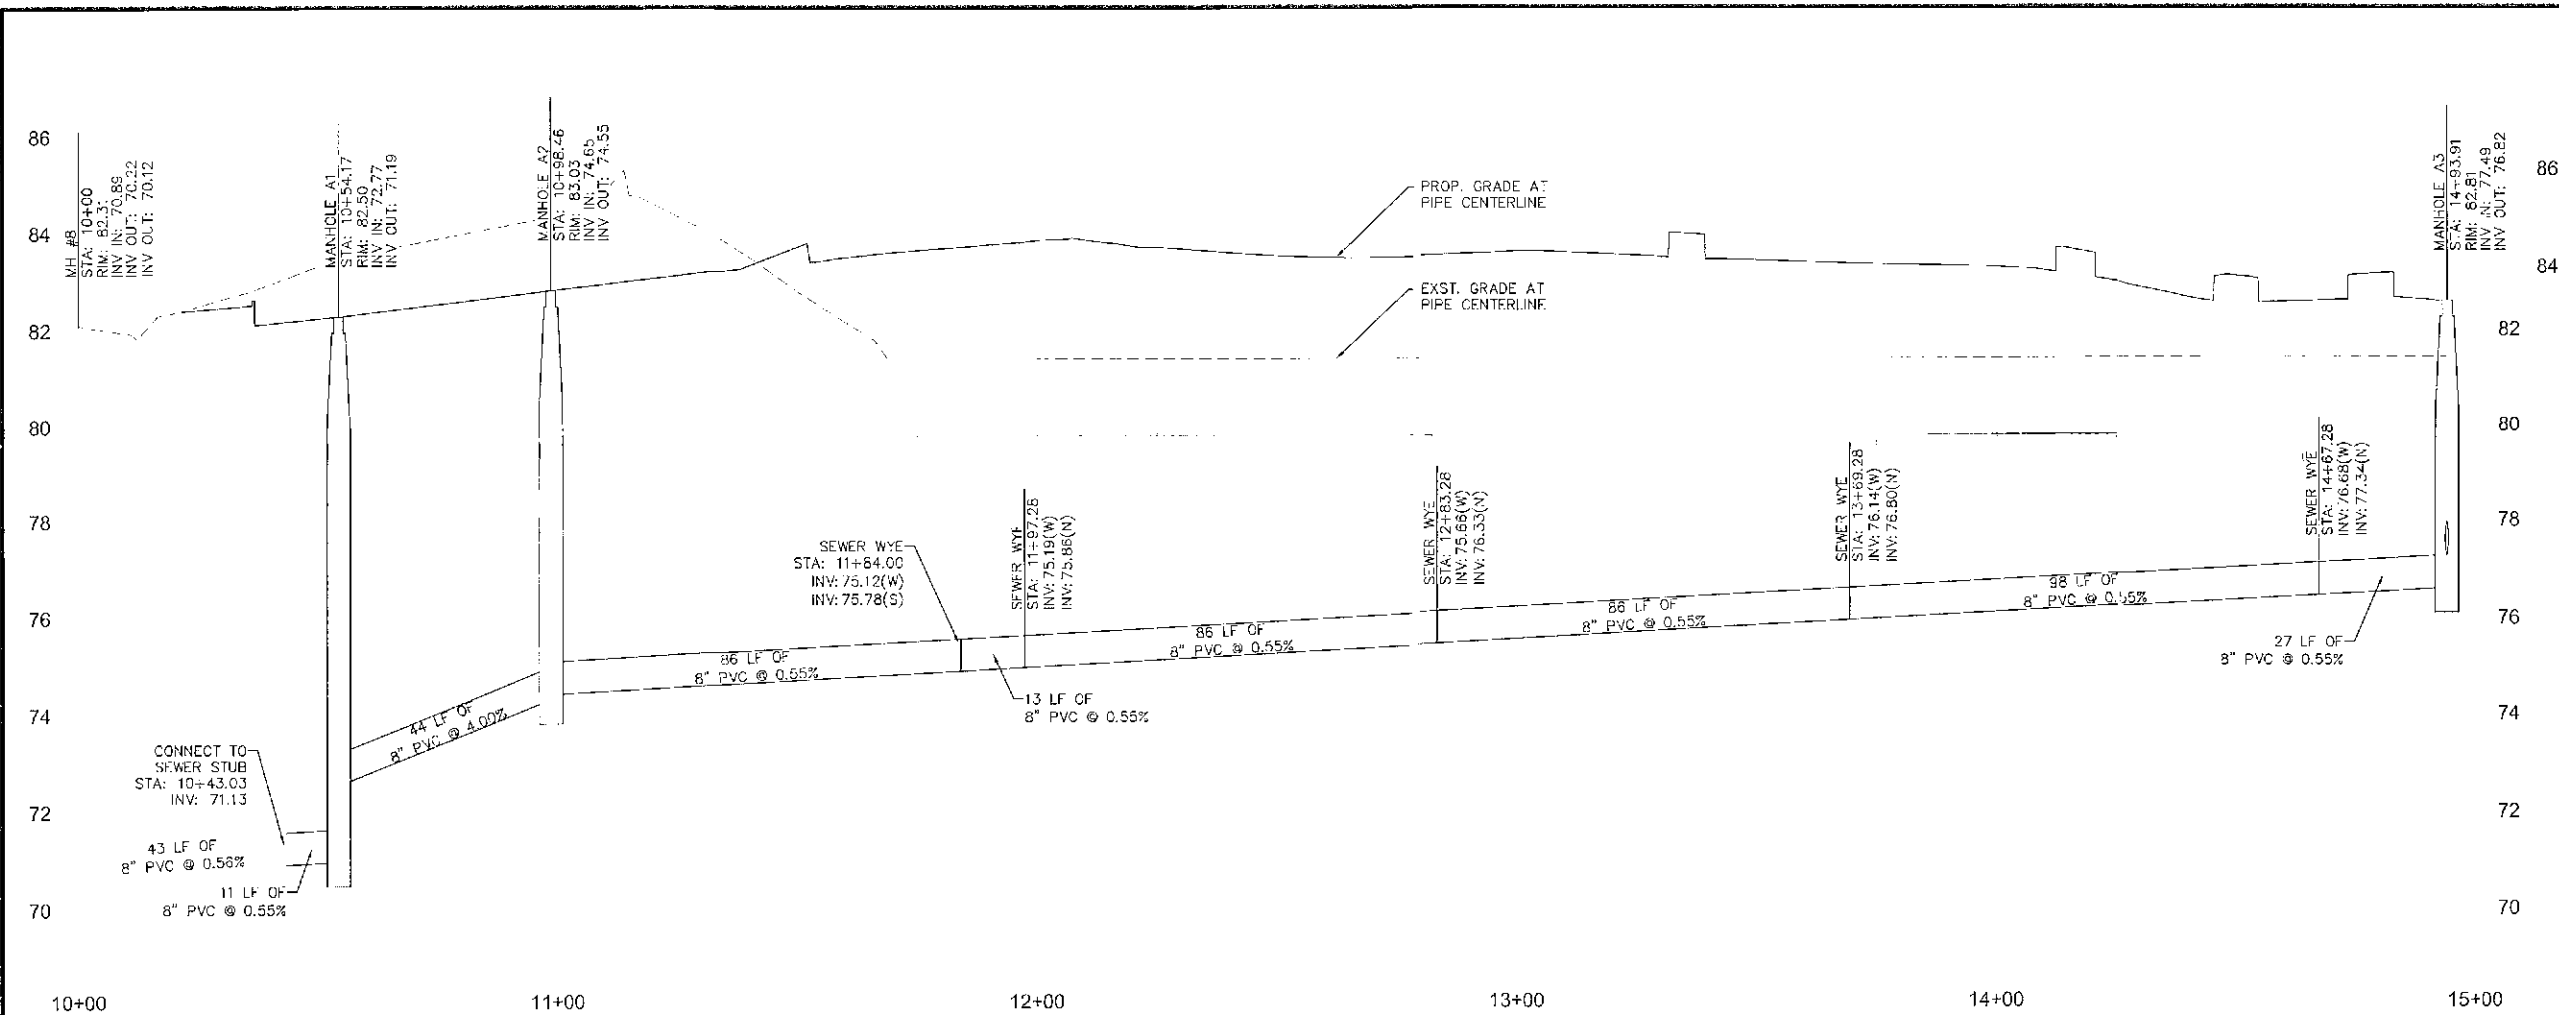 86
84
82
80
78
76
74
72
70
MH #8
STA: 10+00
RIM: 82.31
INV IN: 70.89
INV OUT: 70.22
INV OUT: 70.12
MANHOLE A1
STA: 10+54.17
RIM: 82.50
INV IN: 72.77
INV OUT: 71.19
MANHOLE A2
STA: 10+98.46
RIM: 83.03
INV IN: 74.65
INV OUT: 74.55
PROP. GRADE AT
PIPE CENTERLINE
EXST. GRADE AT
PIPE CENTERLINE
MANHOLE A3
STA: 14+93.91
RIM: 82.81
INV IN: 77.49
INV OUT: 76.82
SEWER WYE
STA: 11+84.00
INV: 75.12(W)
INV: 75.78(S)
SEWER WYE
STA: 11+97.28
INV: 75.19(W)
INV: 75.86(N)
SEWER WYE
STA: 12+83.28
INV: 75.66(W)
INV: 76.33(N)
SEWER WYE
STA: 13+69.28
INV: 76.14(W)
INV: 76.80(N)
SEWER WYE
STA: 14+67.28
INV: 76.68(W)
INV: 77.34(N)
CONNECT TO
SEWER STUB
STA: 10+43.03
INV: 71.13
43 LF OF
8" PVC @ 0.56%
11 LF OF
8" PVC @ 0.55%
44 LF OF
8" PVC @ 4.00%
86 LF OF
8" PVC @ 0.55%
13 LF OF
8" PVC @ 0.55%
86 LF OF
8" PVC @ 0.55%
86 LF OF
8" PVC @ 0.55%
98 LF OF
8" PVC @ 0.55%
27 LF OF
8" PVC @ 0.55%
86
84
82
80
78
76
74
72
70
10+00
11+00
12+00
13+00
14+00
15+00